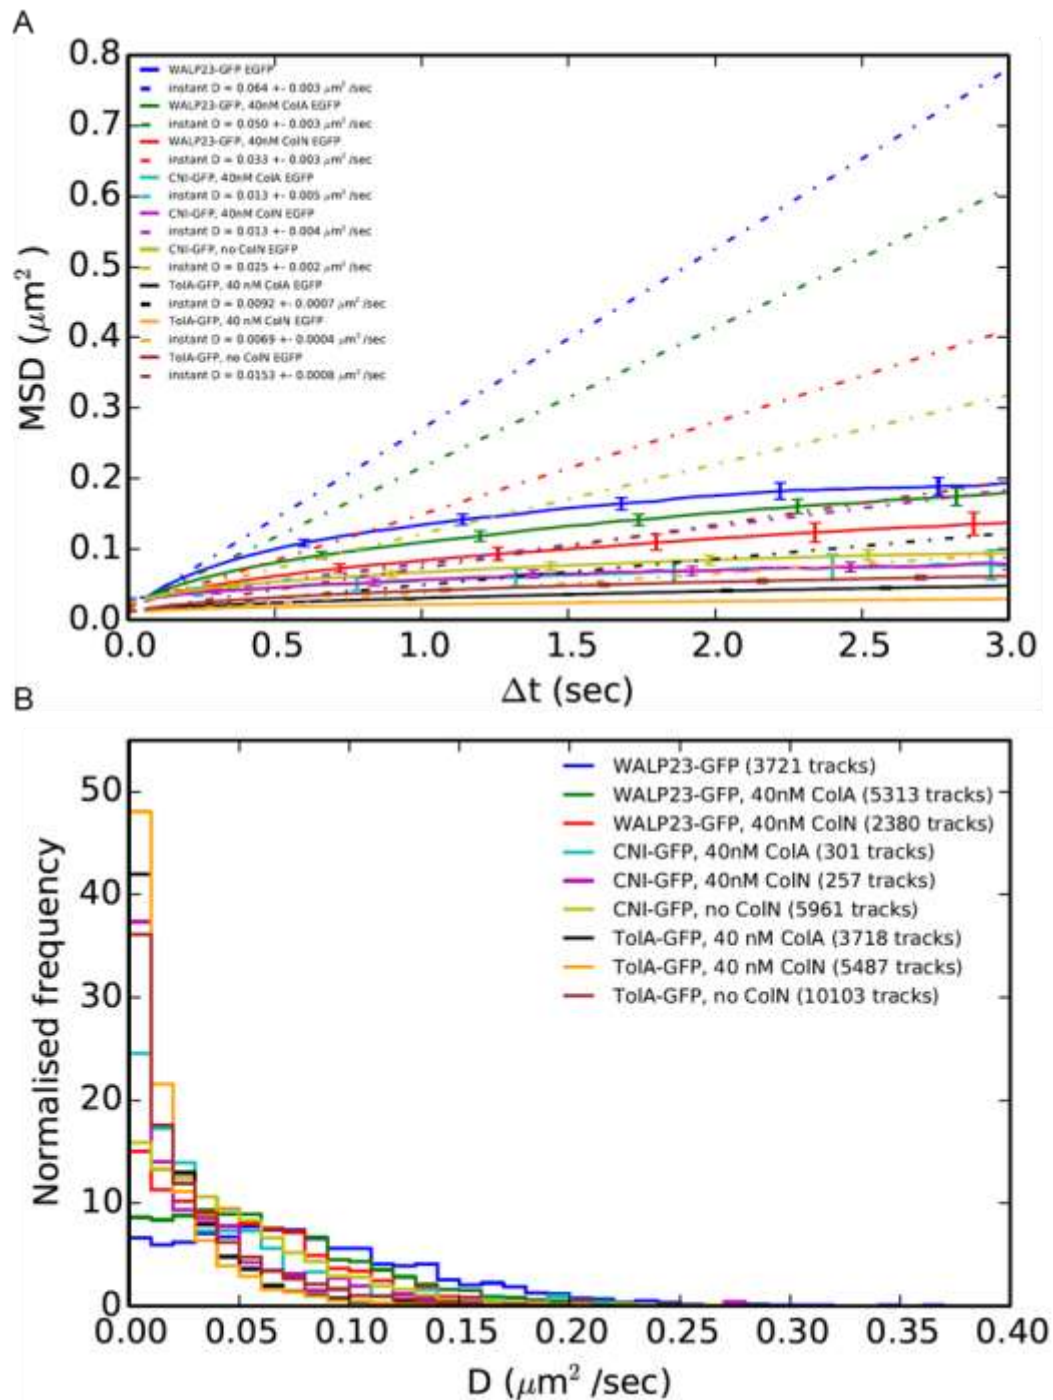 A
0.8
0.7
0.6
0.5
0.4
0.3
0.2
0.1
0.0
MSD (μm²)
WALP23-GFP EGFP
instant D = 0.064 +- 0.003 μm²/sec
WALP23-GFP, 40nM ColA EGFP
instant D = 0.050 +- 0.003 μm²/sec
WALP23-GFP, 40nM ColN EGFP
instant D = 0.033 +- 0.003 μm²/sec
CNI-GFP, 40nM ColA EGFP
instant D = 0.013 +- 0.005 μm²/sec
CNI-GFP, 40nM ColN EGFP
instant D = 0.013 +- 0.004 μm²/sec
CNI-GFP, no ColN EGFP
instant D = 0.025 +- 0.002 μm²/sec
TolA-GFP, 40 nM ColA EGFP
instant D = 0.0092 +- 0.0007 μm²/sec
TolA-GFP, 40 nM ColN EGFP
instant D = 0.0069 +- 0.0004 μm²/sec
TolA-GFP, no ColN EGFP
instant D = 0.0153 +- 0.0008 μm²/sec
0.0 0.5 1.0 1.5 2.0 2.5 3.0
Δt (sec)
B
50
40
30
20
10
0
Normalised frequency
WALP23-GFP (3721 tracks)
WALP23-GFP, 40nM ColA (5313 tracks)
WALP23-GFP, 40nM ColN (2380 tracks)
CNI-GFP, 40nM ColA (301 tracks)
CNI-GFP, 40nM ColN (257 tracks)
CNI-GFP, no ColN (5961 tracks)
TolA-GFP, 40 nM ColA (3718 tracks)
TolA-GFP, 40 nM ColN (5487 tracks)
TolA-GFP, no ColN (10103 tracks)
0.00 0.05 0.10 0.15 0.20 0.25 0.30 0.35 0.40
D (μm²/sec)